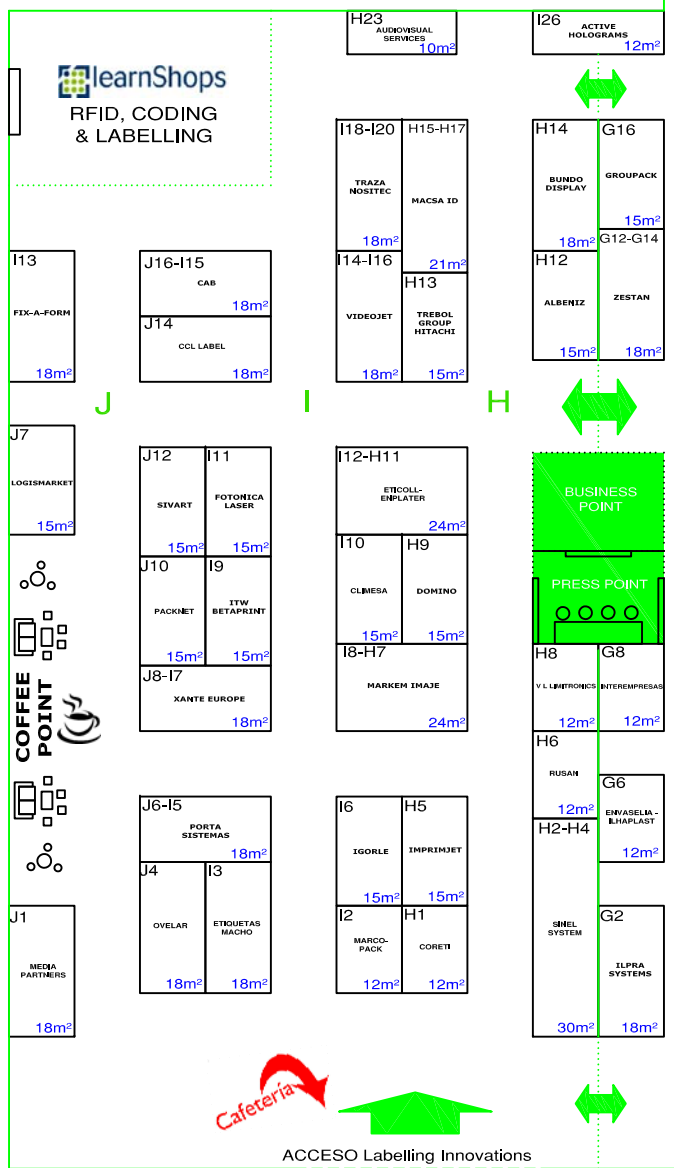 H23
AUDIOVISUAL
SERVICES
10m²
I26
ACTIVE
HOLOGRAMS
12m²
learnShops
RFID, CODING
& LABELLING
I18-I20
TRAZA
NOSITEC
18m²
H15-H17
MACSA ID
21m²
H14
BUNDO
DISPLAY
18m²
G16
GROUPACK
15m²
I13
FIX-A-FORM
18m²
J16-I15
CAB
18m²
J14
CCL LABEL
18m²
I14-I16
VIDEOJET
18m²
H13
TREBOL
GROUP
HITACHI
15m²
H12
ALBENIZ
15m²
G12-G14
ZESTAN
18m²
J
I
H
J7
LOGISMARKET
15m²
J12
SIVART
15m²
I11
FOTONICA
LASER
15m²
I12-H11
ETICOLL-
ENPLATER
24m²
BUSINESS
POINT
J10
PACKNET
15m²
I9
ITW
BETAPRINT
15m²
I10
CLIMESA
15m²
H9
DOMINO
15m²
PRESS POINT
J8-I7
XANTE EUROPE
18m²
I8-H7
MARKEM IMAJE
24m²
H8
V L LIMITRONICS
12m²
G8
INTEREMPRESAS
12m²
COFFEE
POINT
H6
RUSAN
12m²
G6
ENVASELIA -
ILHAPLAST
12m²
J6-I5
PORTA
SISTEMAS
18m²
I6
IGORLE
15m²
H5
IMPRIMJET
15m²
H2-H4
SINEL
SYSTEM
30m²
J4
OVELAR
18m²
I3
ETIQUETAS
MACHO
18m²
I2
MARCO-
PACK
12m²
H1
CORETI
12m²
G2
ILPRA
SYSTEMS
18m²
J1
MEDIA
PARTNERS
18m²
Cafetería
ACCESO Labelling Innovations